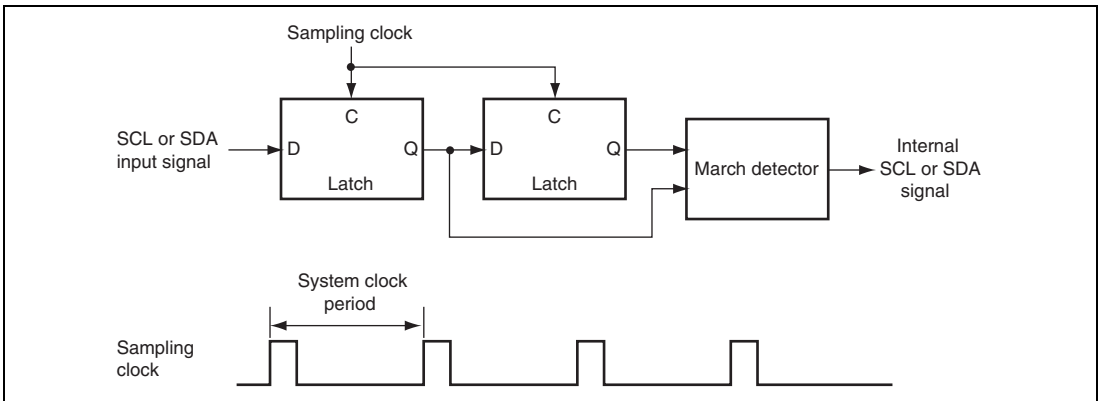 Sampling clock
SCL or SDA
input signal
C
D
Q
Latch
C
D
Q
Latch
March detector
Internal
SCL or SDA
signal
System clock
period
Sampling
clock